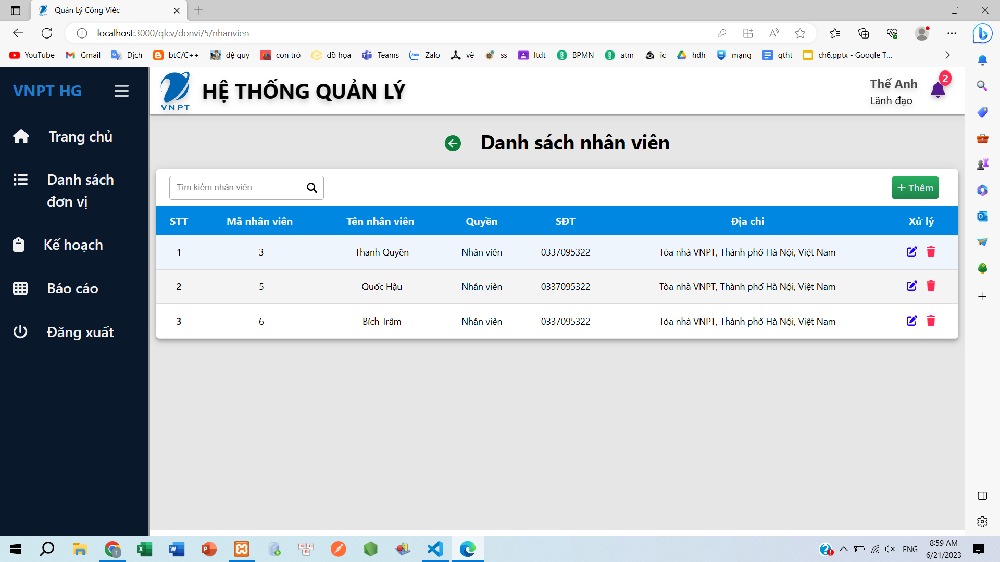 Quản Lý Công Việc
localhost:3000/qlcv/donvi/5/nhanvien
YouTube Gmail Dịch btC/C++ đệ quy con trỏ đồ họa Teams Zalo vẽ ss ltdt BPMN atm ic hdh mạng qtht ch6.pptx - Google T...
VNPT HG
VNPT
HỆ THỐNG QUẢN LÝ
Thế Anh
Lãnh đạo
2
Trang chủ
Danh sách
đơn vị
Kế hoạch
Báo cáo
Đăng xuất
Danh sách nhân viên
Tìm kiếm nhân viên
+ Thêm
STT Mã nhân viên Tên nhân viên Quyền SĐT Địa chỉ Xử lý
1 3 Thanh Quyền Nhân viên 0337095322 Tòa nhà VNPT, Thành phố Hà Nội, Việt Nam
2 5 Quốc Hậu Nhân viên 0337095322 Tòa nhà VNPT, Thành phố Hà Nội, Việt Nam
3 6 Bích Trâm Nhân viên 0337095322 Tòa nhà VNPT, Thành phố Hà Nội, Việt Nam
ENG
8:59 AM
6/21/2023